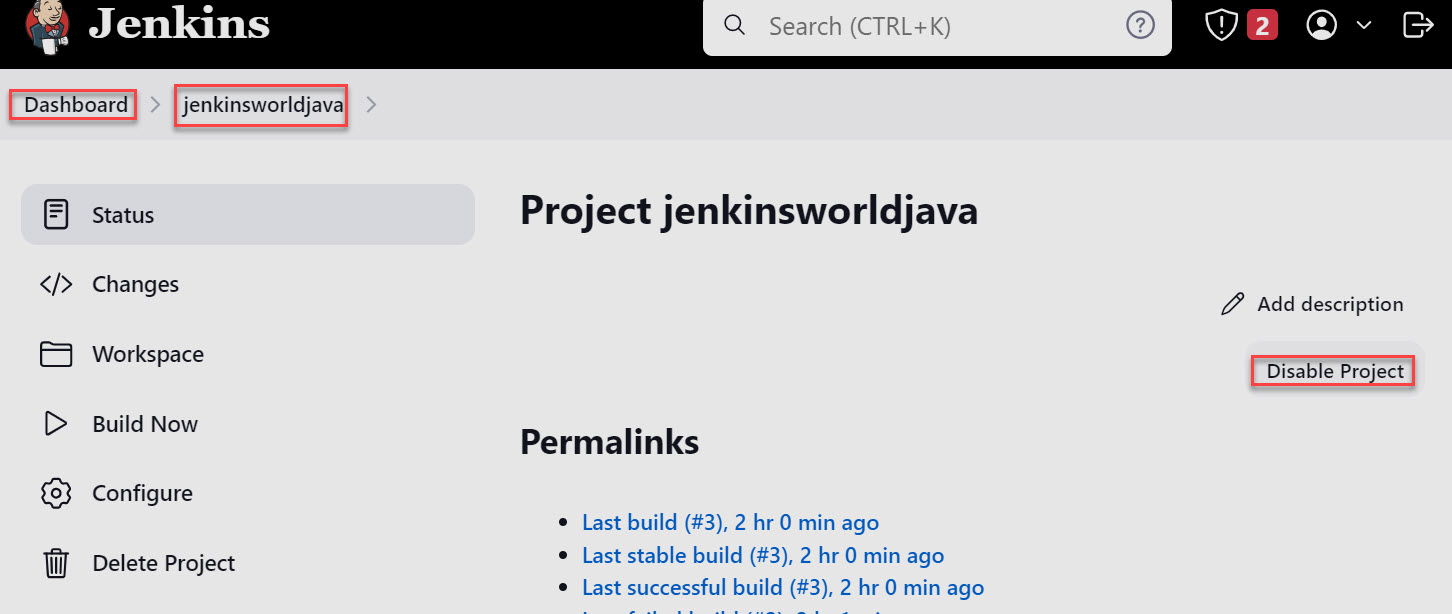 Jenkins
Search (CTRL+K)
2
Dashboard
jenkinsworldjava
Status
Changes
Workspace
Build Now
Configure
Delete Project
Project jenkinsworldjava
Add description
Disable Project
Permalinks
Last build (#3), 2 hr 0 min ago
Last stable build (#3), 2 hr 0 min ago
Last successful build (#3), 2 hr 0 min ago